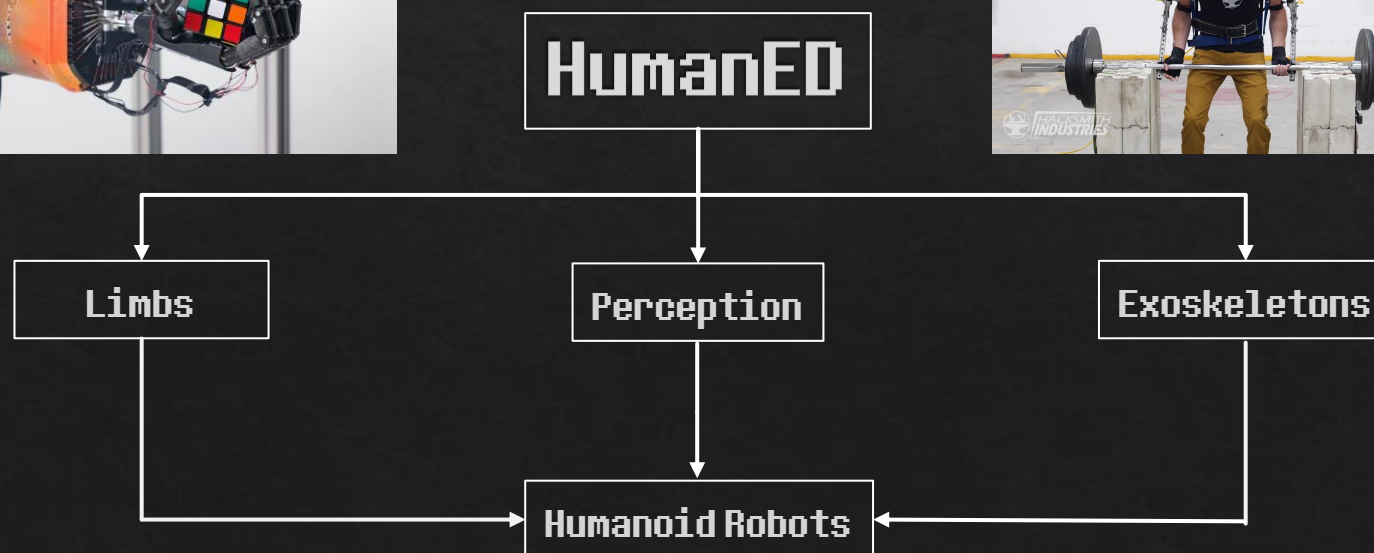 HumanED
HACKSMITH
INDUSTRIES
Limbs
Perception
Exoskeletons
Humanoid Robots